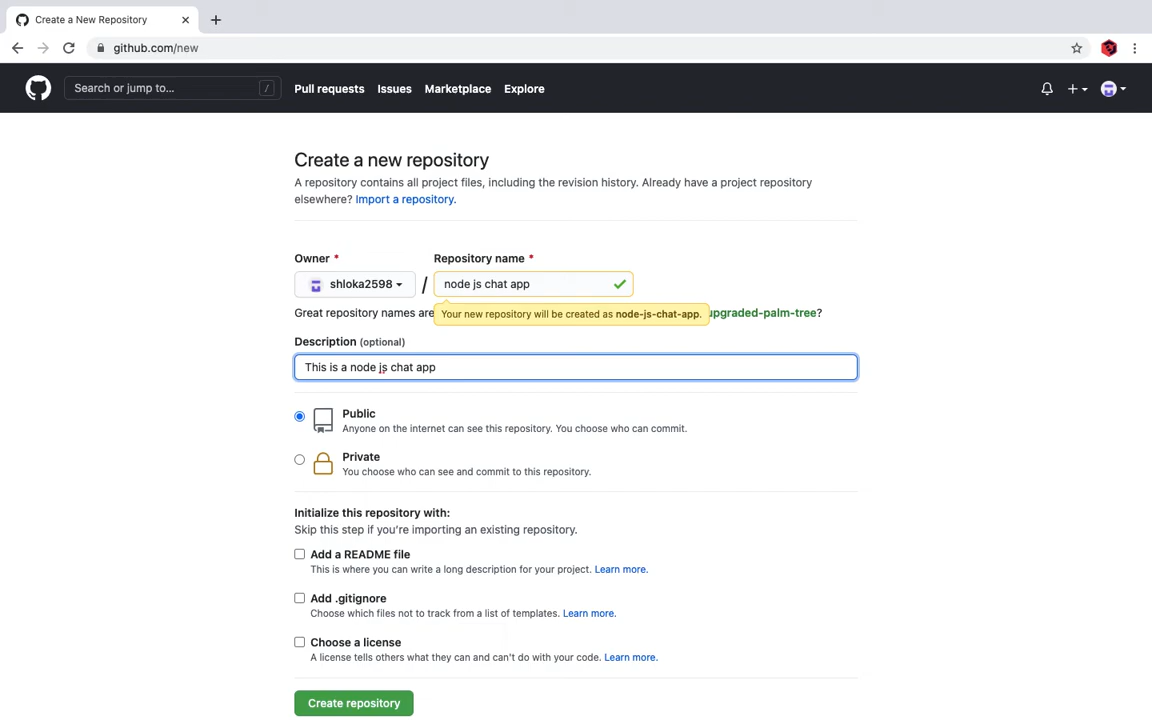 Create a New Repository
github.com/new
Search or jump to... /
Pull requests Issues Marketplace Explore
Create a new repository
A repository contains all project files, including the revision history. Already have a project repository
elsewhere? Import a repository.
Owner * Repository name *
shloka2598 / node js chat app
Great repository names are upgraded-palm-tree?
Your new repository will be created as node-js-chat-app.
Description (optional)
This is a node js chat app
Public
Anyone on the internet can see this repository. You choose who can commit.
Private
You choose who can see and commit to this repository.
Initialize this repository with:
Skip this step if you're importing an existing repository.
Add a README file
This is where you can write a long description for your project. Learn more.
Add .gitignore
Choose which files not to track from a list of templates. Learn more.
Choose a license
A license tells others what they can and can't do with your code. Learn more.
Create repository